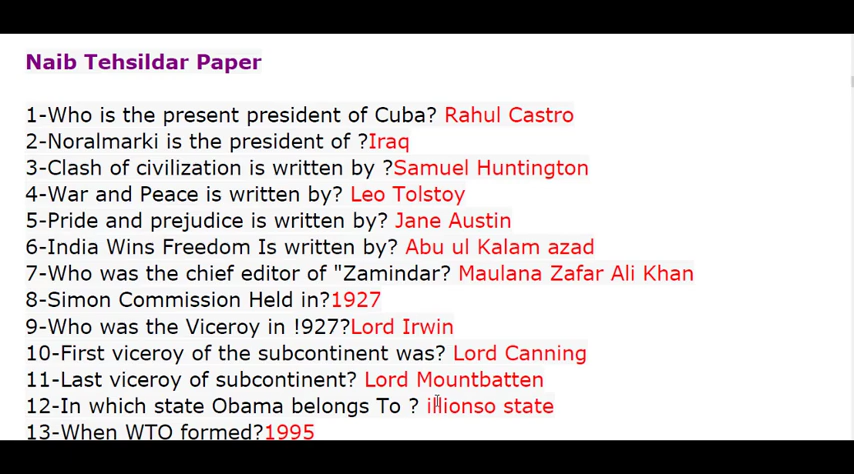 Naib Tehsildar Paper
1-Who is the present president of Cuba? Rahul Castro
2-Noralmarki is the president of ?Iraq
3-Clash of civilization is written by ?Samuel Huntington
4-War and Peace is written by? Leo Tolstoy
5-Pride and prejudice is written by? Jane Austin
6-India Wins Freedom Is written by? Abu ul Kalam azad
7-Who was the chief editor of "Zamindar? Maulana Zafar Ali Khan
8-Simon Commission Held in?1927
9-Who was the Viceroy in !927?Lord Irwin
10-First viceroy of the subcontinent was? Lord Canning
11-Last viceroy of subcontinent? Lord Mountbatten
12-In which state Obama belongs To ? illionso state
13-When WTO formed?1995